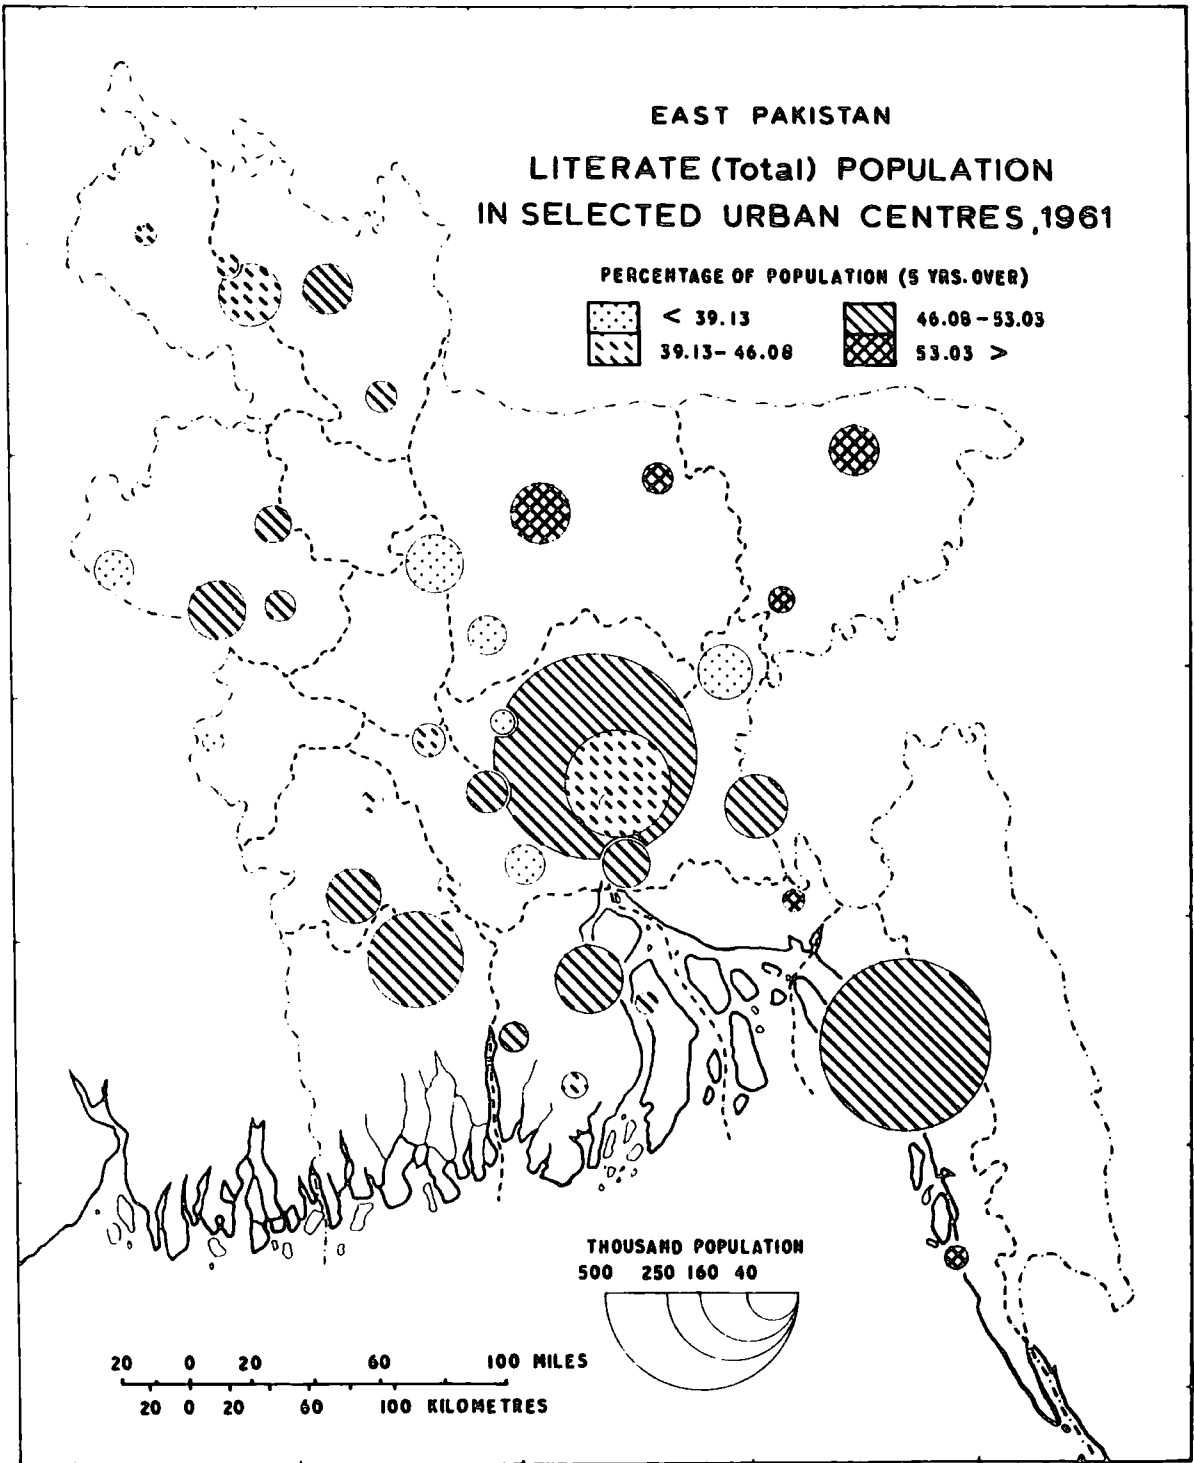 EAST PAKISTAN
LITERATE (Total) POPULATION
IN SELECTED URBAN CENTRES, 1961
PERCENTAGE OF POPULATION (5 YRS. OVER)
< 39.13
39.13-46.08
46.08-53.03
53.03 >
THOUSAND POPULATION
500 250 160 40
20 0 20 60 100 MILES
20 0 20 60 100 KILOMETRES